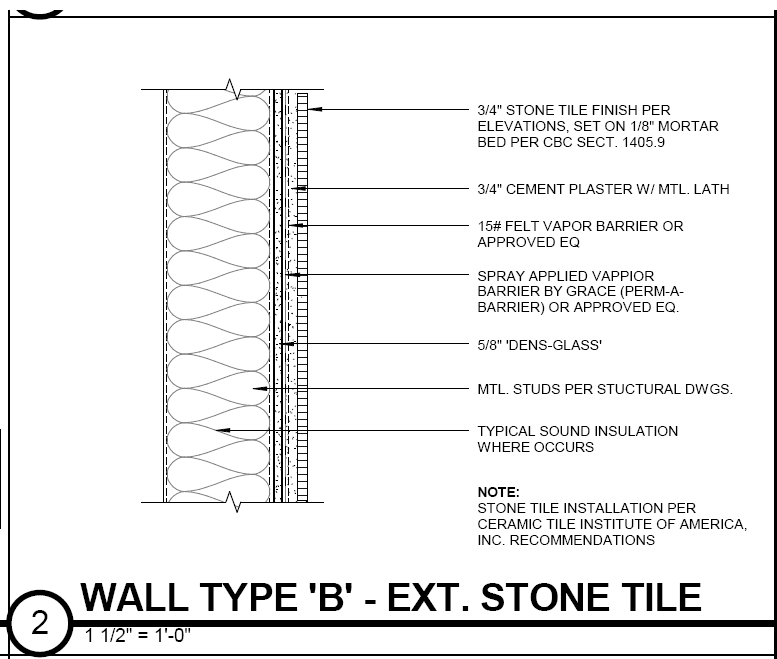 3/4" STONE TILE FINISH PER
ELEVATIONS, SET ON 1/8" MORTAR
BED PER CBC SECT. 1405.9
3/4" CEMENT PLASTER W/ MTL. LATH
15# FELT VAPOR BARRIER OR
APPROVED EQ
SPRAY APPLIED VAPPIOR
BARRIER BY GRACE (PERM-A-
BARRIER) OR APPROVED EQ.
5/8" 'DENS-GLASS'
MTL. STUDS PER STUCTURAL DWGS.
TYPICAL SOUND INSULATION
WHERE OCCURS
NOTE:
STONE TILE INSTALLATION PER
CERAMIC TILE INSTITUTE OF AMERICA,
INC. RECOMMENDATIONS
2
WALL TYPE 'B' - EXT. STONE TILE
1 1/2" = 1'-0"